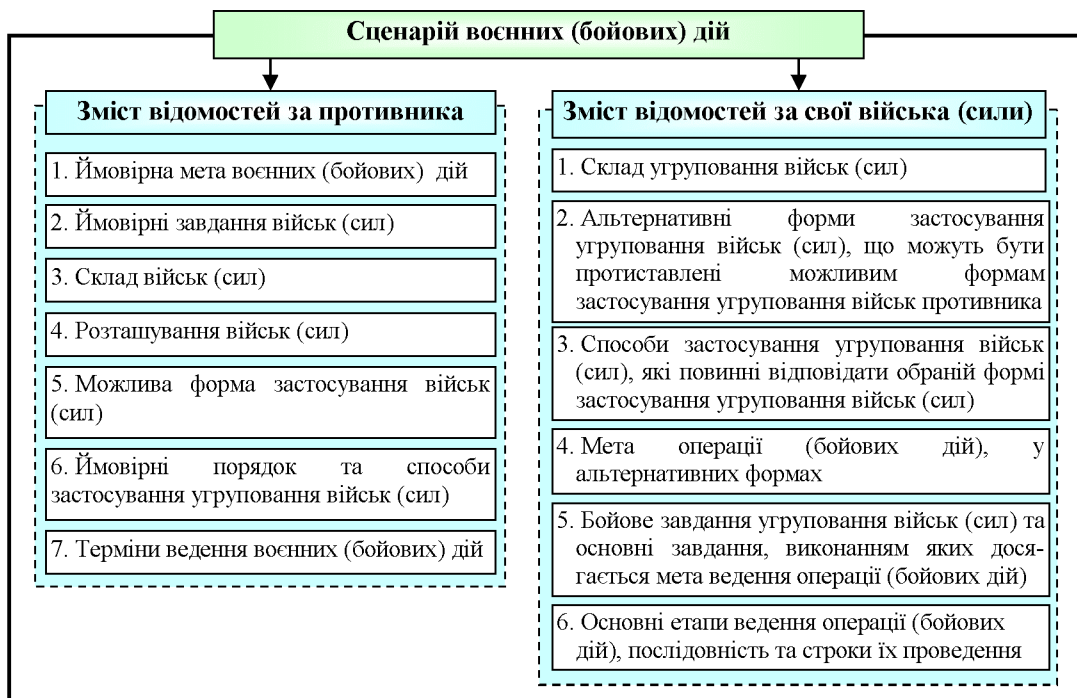 Сценарій воєнних (бойових) дій
Зміст відомостей за противника
1. Ймовірна мета воєнних (бойових) дій
2. Ймовірні завдання військ (сил)
3. Склад військ (сил)
4. Розташування військ (сил)
5. Можлива форма застосування військ
(сил)
6. Ймовірні порядок та способи
застосування угруповання військ (сил)
7. Терміни ведення воєнних (бойових) дій
Зміст відомостей за свої війська (сили)
1. Склад угруповання військ (сил)
2. Альтернативні форми застосування
угруповання військ (сил), що можуть бути
протиставлені можливим формам
застосування угруповання військ противника
3. Способи застосування угруповання військ
(сил), які повинні відповідати обраній формі
застосування угруповання військ (сил)
4. Мета операції (бойових дій), у
альтернативних формах
5. Бойове завдання угруповання військ (сил) та
основні завдання, виконанням яких дося-
гається мета ведення операції (бойових дій)
6. Основні етапи ведення операції (бойових
дій), послідовність та строки їх проведення